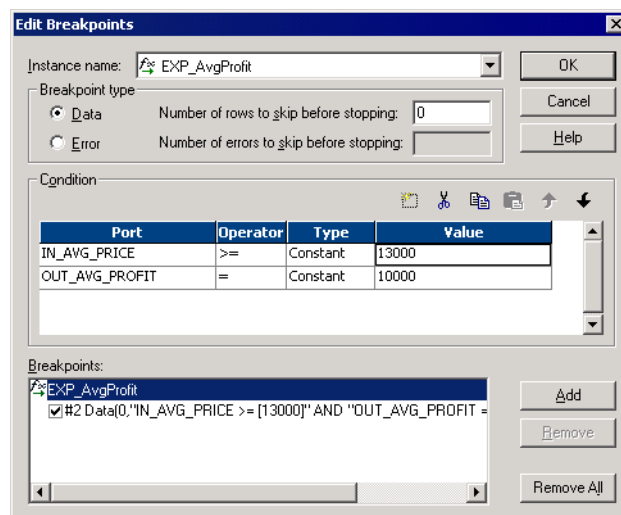 Edit Breakpoints
Instance name: EXP_AvgProfit
OK
Breakpoint type
Data Number of rows to skip before stopping: 0
Cancel
Error Number of errors to skip before stopping:
Help
Condition
Port Operator Type Value
IN_AVG_PRICE >= Constant 13000
OUT_AVG_PROFIT = Constant 10000
Breakpoints:
EXP_AvgProfit
Add
#2 Data(0,"IN_AVG_PRICE >= [13000]" AND "OUT_AVG_PROFIT =
Remove
Remove All